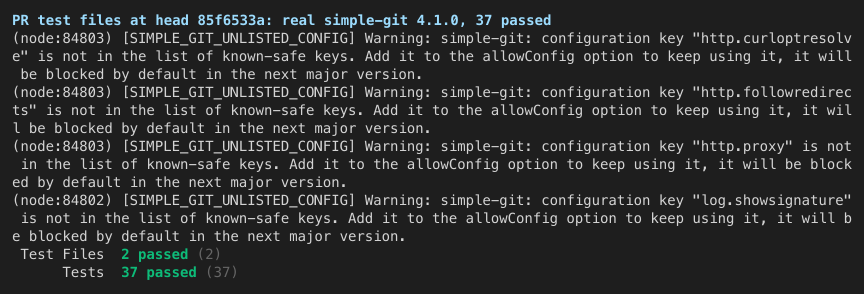 PR test files at head 85f6533a: real simple-git 4.1.0, 37 passed
(node:84803) [SIMPLE_GIT_UNLISTED_CONFIG] Warning: simple-git: configuration key "http.curloptresolv
e" is not in the list of known-safe keys. Add it to the allowConfig option to keep using it, it will
 be blocked by default in the next major version.
(node:84803) [SIMPLE_GIT_UNLISTED_CONFIG] Warning: simple-git: configuration key "http.followredirec
ts" is not in the list of known-safe keys. Add it to the allowConfig option to keep using it, it wil
l be blocked by default in the next major version.
(node:84803) [SIMPLE_GIT_UNLISTED_CONFIG] Warning: simple-git: configuration key "http.proxy" is not
 in the list of known-safe keys. Add it to the allowConfig option to keep using it, it will be block
ed by default in the next major version.
(node:84802) [SIMPLE_GIT_UNLISTED_CONFIG] Warning: simple-git: configuration key "log.showsignature"
 is not in the list of known-safe keys. Add it to the allowConfig option to keep using it, it will b
e blocked by default in the next major version.
 Test Files  2 passed (2)
      Tests  37 passed (37)